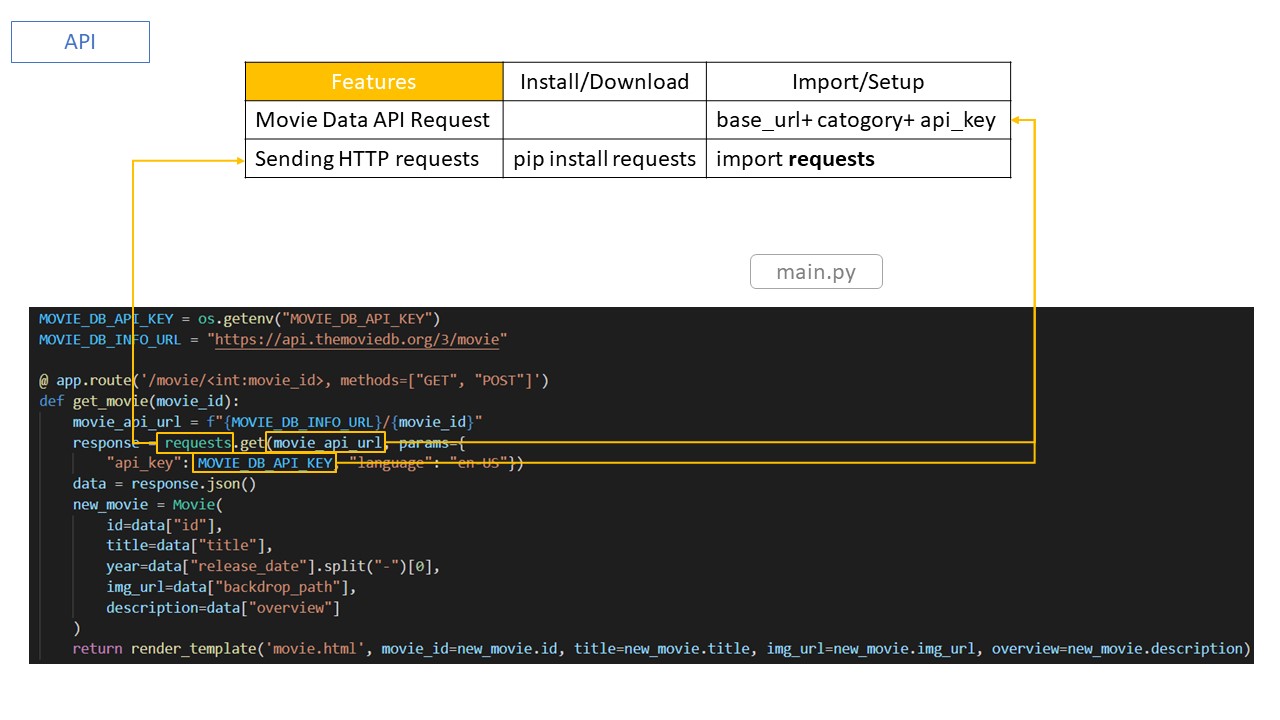 API
Features Install/Download Import/Setup
Movie Data API Request base_url+ catogory+ api_key
Sending HTTP requests pip install requests import requests
main.py
MOVIE_DB_API_KEY = os.getenv("MOVIE_DB_API_KEY")
MOVIE_DB_INFO_URL = "https://api.themoviedb.org/3/movie"
@ app.route('/movie/<int:movie_id>, methods=["GET", "POST"]')
def get_movie(movie_id):
    movie_api_url = f"{MOVIE_DB_INFO_URL}/{movie_id}"
    response = requests.get(movie_api_url, params={
        "api_key": MOVIE_DB_API_KEY, "language": "en-US"})
    data = response.json()
    new_movie = Movie(
        id=data["id"],
        title=data["title"],
        year=data["release_date"].split("-")[0],
        img_url=data["backdrop_path"],
        description=data["overview"]
    )
    return render_template('movie.html', movie_id=new_movie.id, title=new_movie.title, img_url=new_movie.img_url, overview=new_movie.description)